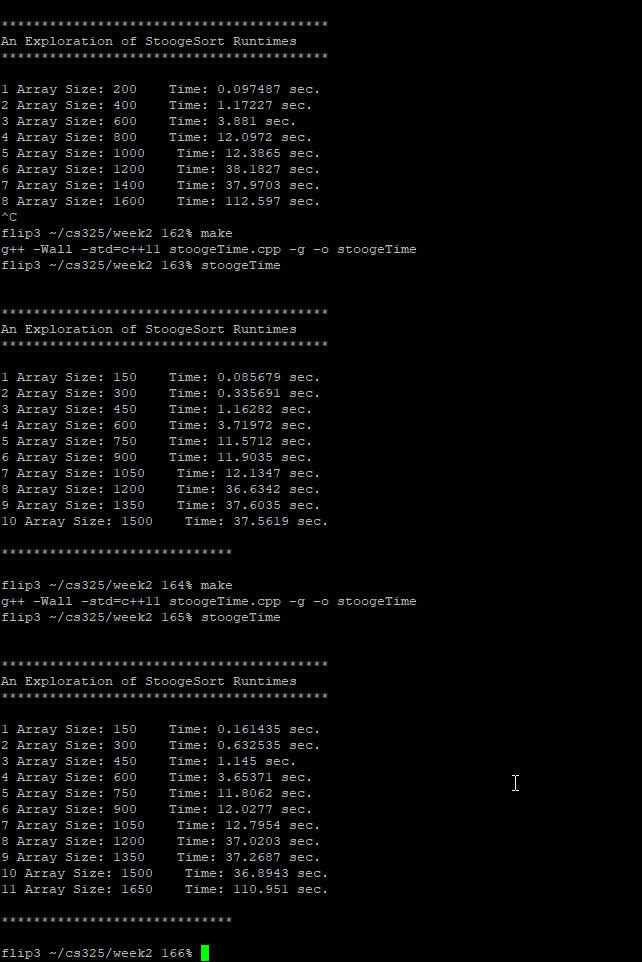 *****************************************
An Exploration of StoogeSort Runtimes
*****************************************
1 Array Size: 200    Time: 0.097487 sec.
2 Array Size: 400    Time: 1.17227 sec.
3 Array Size: 600    Time: 3.881 sec.
4 Array Size: 800    Time: 12.0972 sec.
5 Array Size: 1000    Time: 12.3865 sec.
6 Array Size: 1200    Time: 38.1827 sec.
7 Array Size: 1400    Time: 37.9703 sec.
8 Array Size: 1600    Time: 112.597 sec.
^C
flip3 ~/cs325/week2 162% make
g++ -Wall -std=c++11 stoogeTime.cpp -g -o stoogeTime
flip3 ~/cs325/week2 163% stoogeTime
*****************************************
An Exploration of StoogeSort Runtimes
*****************************************
1 Array Size: 150    Time: 0.085679 sec.
2 Array Size: 300    Time: 0.335691 sec.
3 Array Size: 450    Time: 1.16282 sec.
4 Array Size: 600    Time: 3.71972 sec.
5 Array Size: 750    Time: 11.5712 sec.
6 Array Size: 900    Time: 11.9035 sec.
7 Array Size: 1050    Time: 12.1347 sec.
8 Array Size: 1200    Time: 36.6342 sec.
9 Array Size: 1350    Time: 37.6035 sec.
10 Array Size: 1500    Time: 37.5619 sec.
*****************************
flip3 ~/cs325/week2 164% make
g++ -Wall -std=c++11 stoogeTime.cpp -g -o stoogeTime
flip3 ~/cs325/week2 165% stoogeTime
*****************************************
An Exploration of StoogeSort Runtimes
*****************************************
1 Array Size: 150    Time: 0.161435 sec.
2 Array Size: 300    Time: 0.632535 sec.
3 Array Size: 450    Time: 1.145 sec.
4 Array Size: 600    Time: 3.65371 sec.
5 Array Size: 750    Time: 11.8062 sec.
6 Array Size: 900    Time: 12.0277 sec.
7 Array Size: 1050    Time: 12.7954 sec.
8 Array Size: 1200    Time: 37.0203 sec.
9 Array Size: 1350    Time: 37.2687 sec.
10 Array Size: 1500    Time: 36.8943 sec.
11 Array Size: 1650    Time: 110.951 sec.
*****************************
flip3 ~/cs325/week2 166%